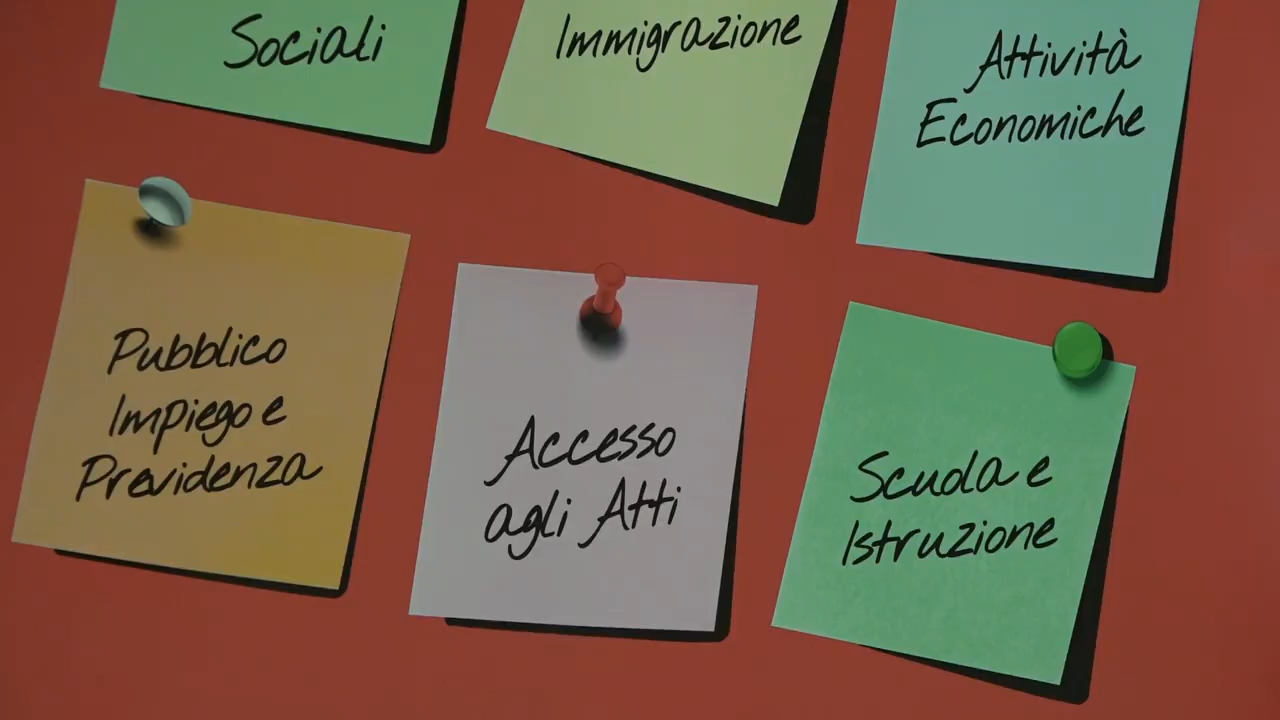 Sociali
Immigrazione
Attività
Economiche
Pubblico
Impiego e
Previdenza
Accesso
agli Atti
Scuola e
Istruzione